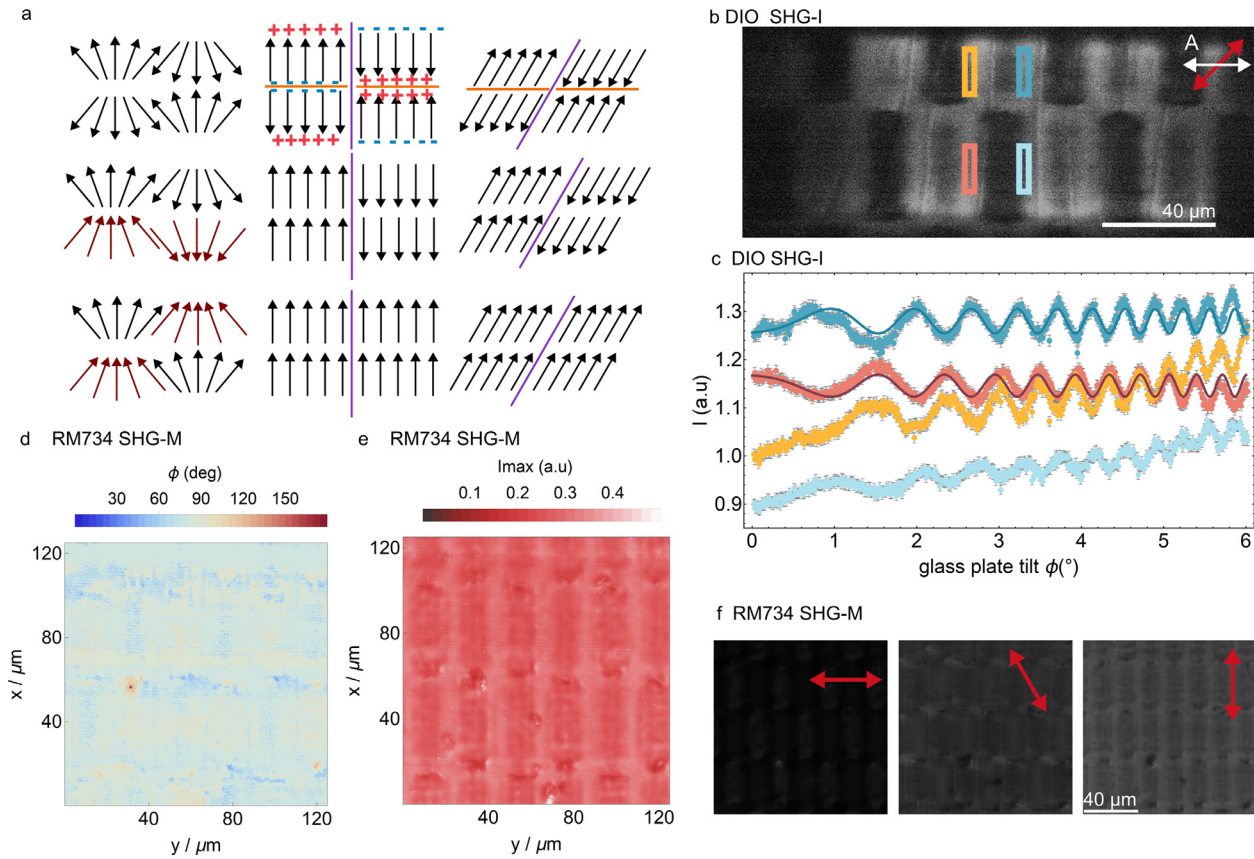 a
+++++
- - - - - -
- - - - - -
+++++
+++++
+++++
- - - - - -
b DIO SHG-I
A
40 µm
c DIO SHG-I
1.3
1.2
1.1
1.0
0.9
I (a.u)
0 1 2 3 4 5 6
glass plate tilt ϕ(°)
d RM734 SHG-M
ϕ (deg)
30 60 90 120 150
120
80
40
x / µm
40 80 120
y / µm
e RM734 SHG-M
Imax (a.u)
0.1 0.2 0.3 0.4
120
80
40
x / µm
40 80 120
y / µm
f RM734 SHG-M
40 µm